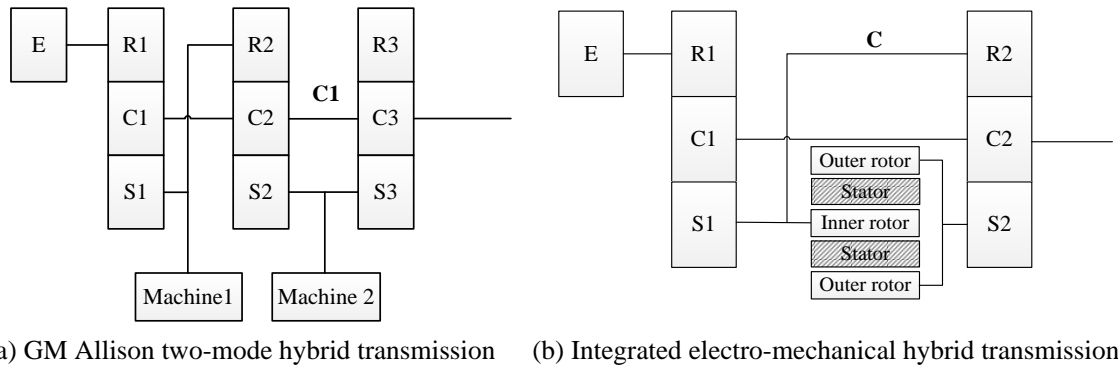 E R1 R2 R3
C1
C1 C2 C3
S1 S2 S3
Machine1 Machine 2
a) GM Allison two-mode hybrid transmission
C
E R1 R2
C1 C2
Outer rotor
Stator
S1 Inner rotor S2
Stator
Outer rotor
(b) Integrated electro-mechanical hybrid transmission